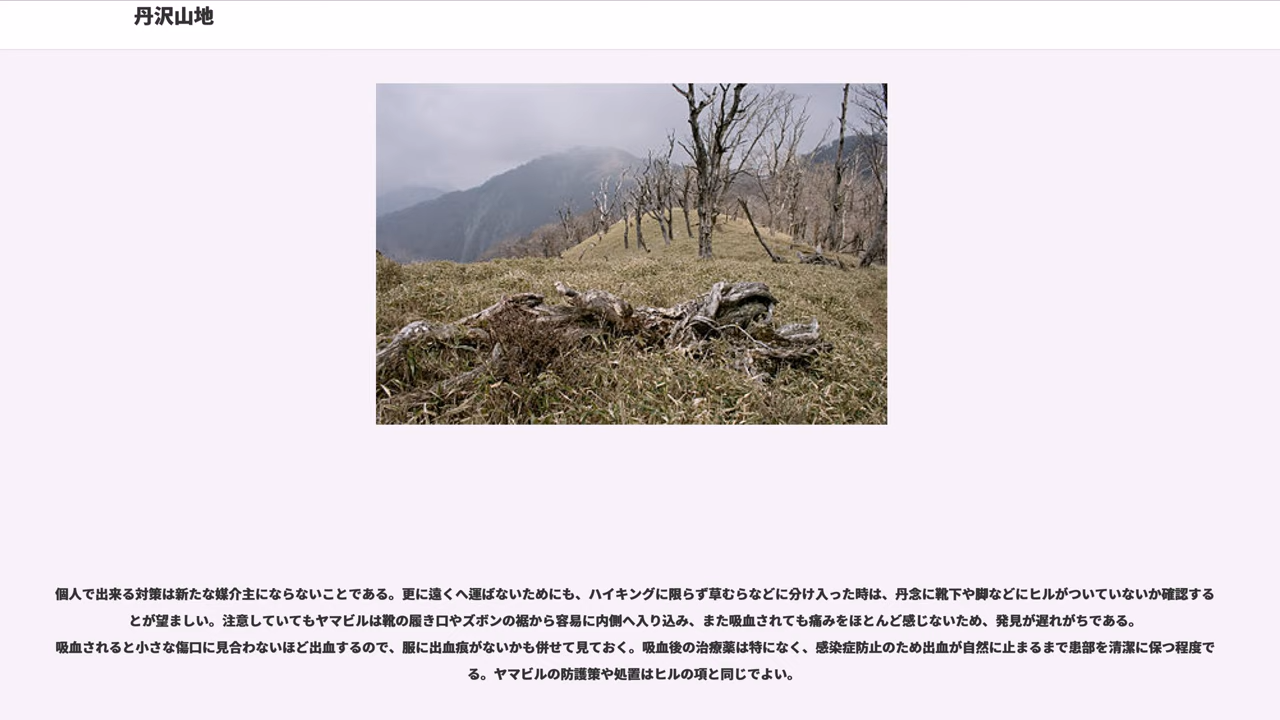 丹沢山地
個人で出来る対策は新たな媒介主にならないことである。更に遠くへ運ばないためにも、ハイキングに限らず草むらなどに分け入った時は、丹念に靴下や脚などにヒルがついていないか確認する
とが望ましい。注意していてもヤマビルは靴の履き口やズボンの裾から容易に内側へ入り込み、また吸血されても痛みをほとんど感じないため、発見が遅れがちである。
吸血されると小さな傷口に見合わないほど出血するので、服に出血痕がないかも併せて見ておく。吸血後の治療薬は特になく、感染症防止のため出血が自然に止まるまで患部を清潔に保つ程度で
る。ヤマビルの防護策や処置はヒルの項と同じでよい。